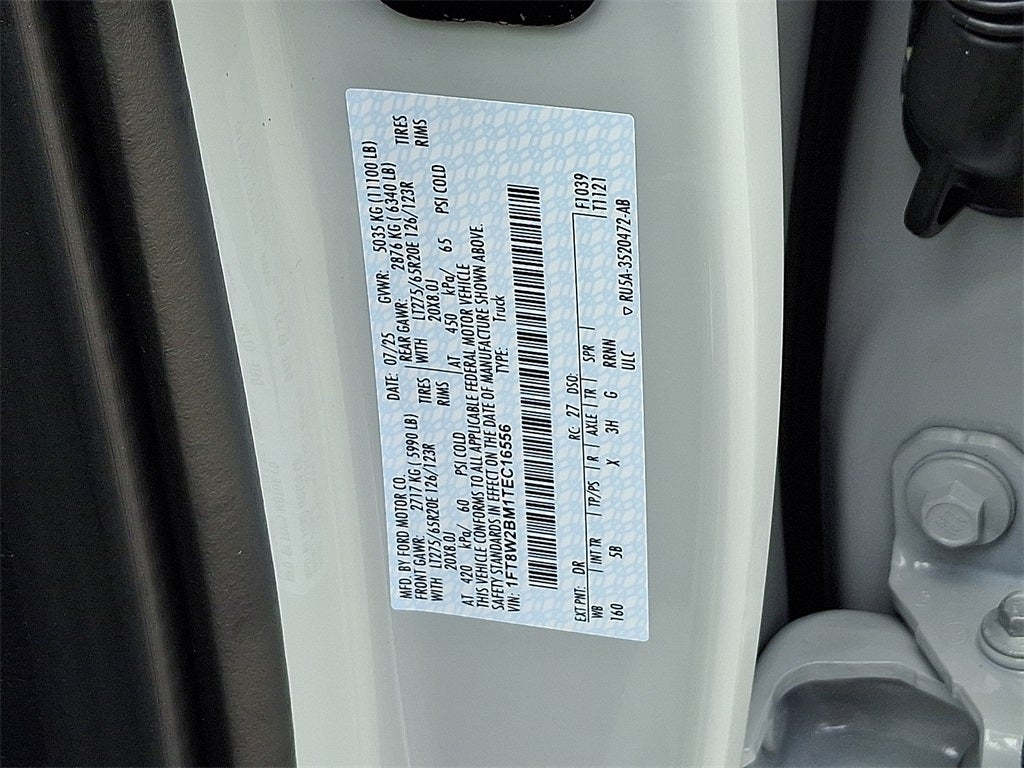 MFD. BY FORD MOTOR CO.
DATE: 07/25 GVWR: 5035 KG (11100 LB)
FRONT GAWR: 2717 KG (5990 LB) REAR GAWR: 2876 KG (6340 LB)
WITH LT275/65R20E 126/123R TIRES WITH LT275/65R20E 126/123R TIRES
20X8.0J RIMS 20X8.0J RIMS
AT 420 kPa/ 60 PSI COLD AT 450 kPa/ 65 PSI COLD
THIS VEHICLE CONFORMS TO ALL APPLICABLE FEDERAL MOTOR VEHICLE
SAFETY STANDARDS IN EFFECT ON THE DATE OF MANUFACTURE SHOWN ABOVE.
VIN: 1FT8W2BM1TEC16556 TYPE: Truck
EXT PNT: DR RC: 27 DSO: F1039
WB INT TR TP/PS R AXLE TR SPR T1121
160 5B X 3H G RRHN
ULC ▽ RU5A-3520472-AB